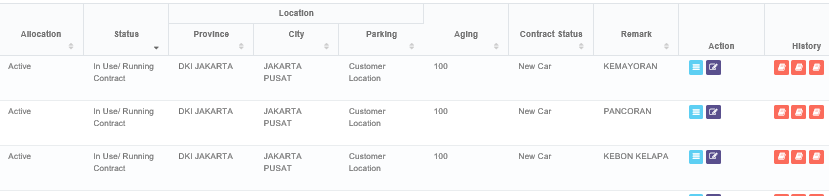 Location
Allocation Status Province City Parking Aging Contract Status Remark Action History
Active In Use/ Running DKI JAKARTA JAKARTA Customer 100 New Car KEMAYORAN
Contract PUSAT Location
Active In Use/ Running DKI JAKARTA JAKARTA Customer 100 New Car PANCORAN
Contract PUSAT Location
Active In Use/ Running DKI JAKARTA JAKARTA Customer 100 New Car KEBON KELAPA
Contract PUSAT Location